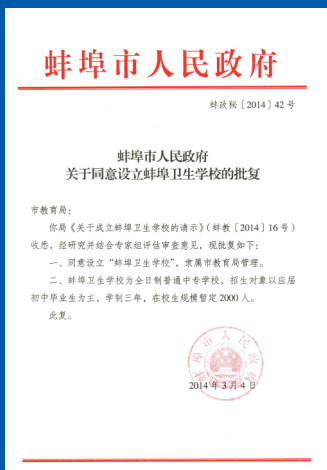 蚌埠市人民政府
蚌政秘〔2014〕42号
蚌埠市人民政府
关于同意设立蚌埠卫生学校的批复
市教育局：
你局《关于成立蚌埠卫生学校的请示》（蚌教〔2014〕16号）
收悉，经研究并结合专家组评估审查意见，现批复如下：
一、同意设立“蚌埠卫生学校”，隶属市教育局管理。
二、蚌埠卫生学校为全日制普通中专学校，招生对象以应届
初中毕业生为主，学制三年，在校生规模暂定2000人。
此复。
蚌埠市人民政府
2014年3月4日